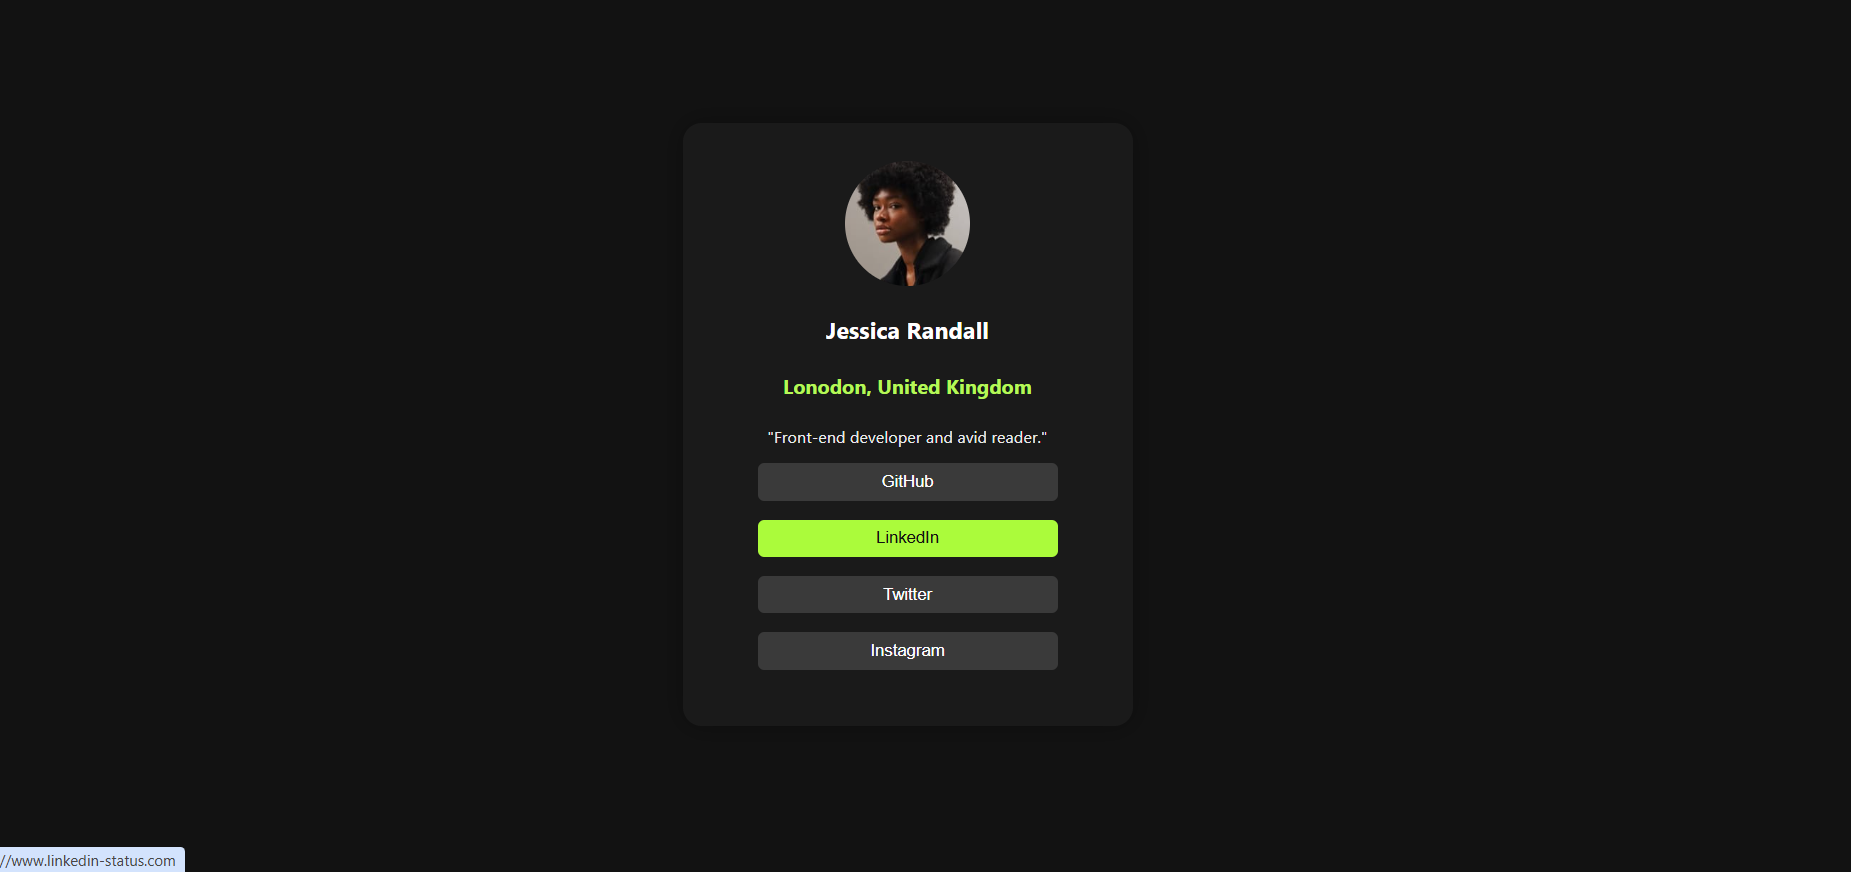 Jessica Randall
Lonodon, United Kingdom
"Front-end developer and avid reader."
GitHub
LinkedIn
Twitter
Instagram
//www.linkedin-status.com